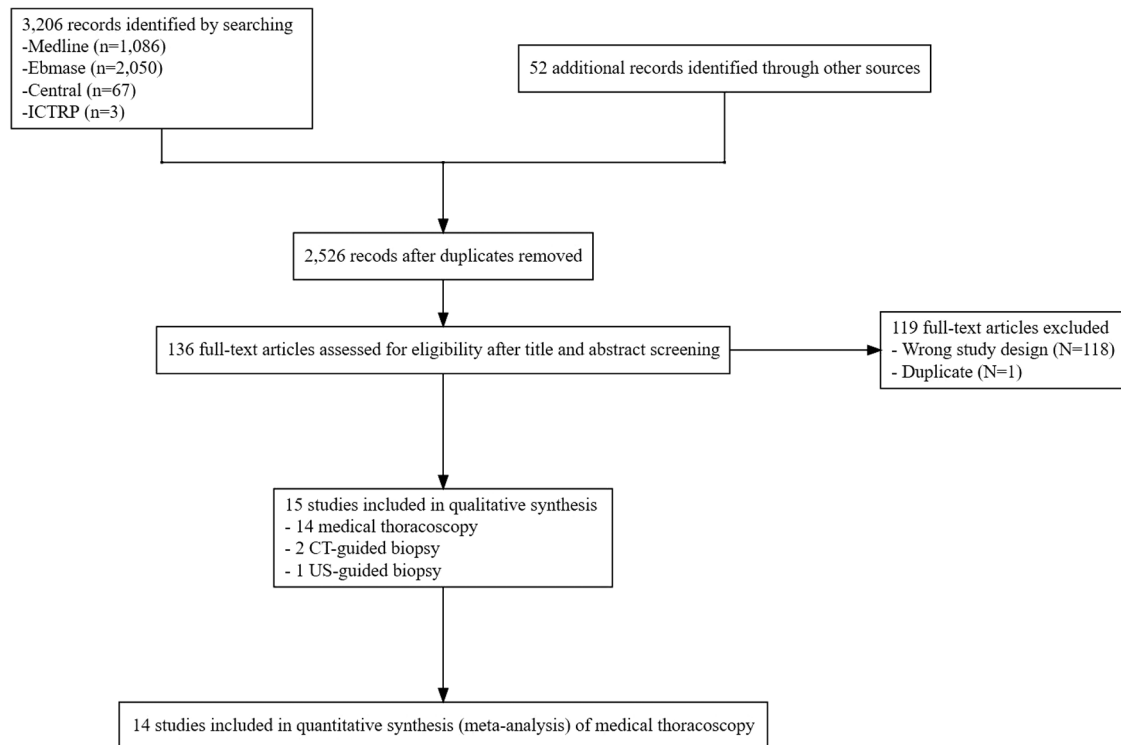 3,206 records identified by searching
-Medline (n=1,086)
-Ebmase (n=2,050)
-Central (n=67)
-ICTRP (n=3)
52 additional records identified through other sources
2,526 recods after duplicates removed
136 full-text articles assessed for eligibility after title and abstract screening
119 full-text articles excluded
- Wrong study design (N=118)
- Duplicate (N=1)
15 studies included in qualitative synthesis
- 14 medical thoracoscopy
- 2 CT-guided biopsy
- 1 US-guided biopsy
14 studies included in quantitative synthesis (meta-analysis) of medical thoracoscopy